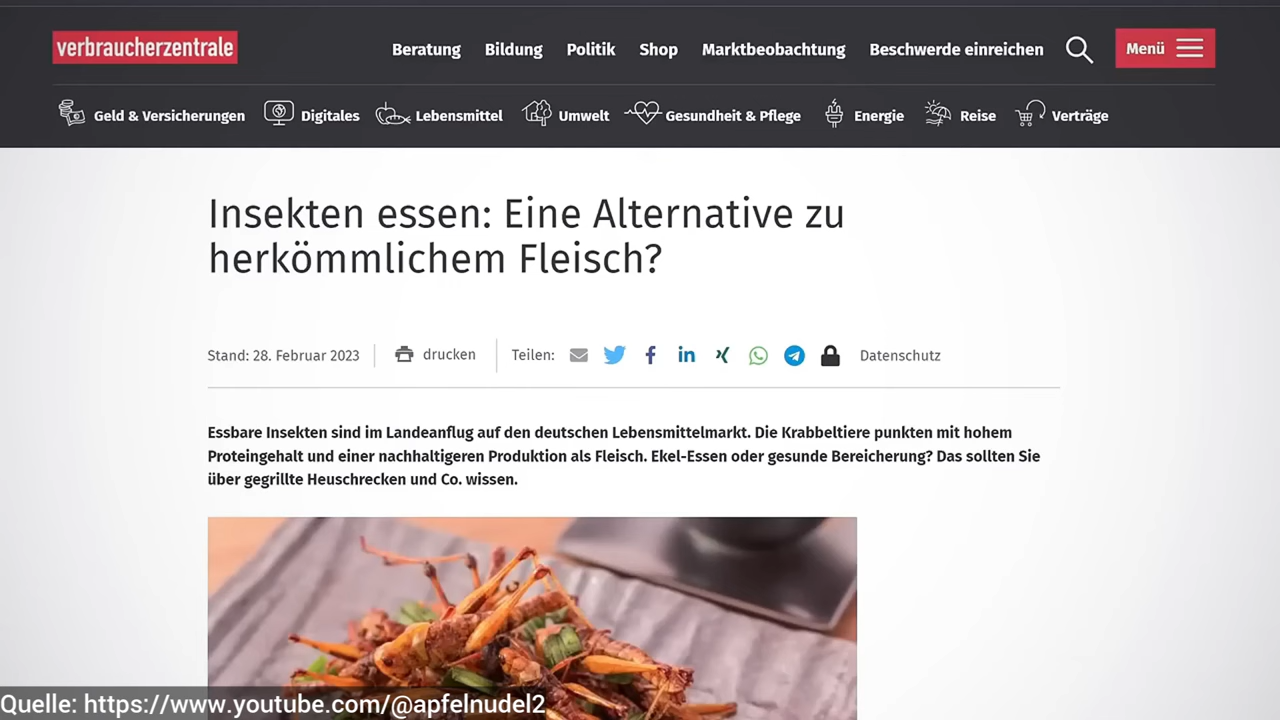 verbraucherzentrale
Beratung Bildung Politik Shop Marktbeobachtung Beschwerde einreichen Menü
Geld & Versicherungen Digitales Lebensmittel Umwelt Gesundheit & Pflege Energie Reise Verträge
Insekten essen: Eine Alternative zu
herkömmlichem Fleisch?
Stand: 28. Februar 2023 drucken Teilen: Datenschutz
Essbare Insekten sind im Landeanflug auf den deutschen Lebensmittelmarkt. Die Krabbeltiere punkten mit hohem
Proteingehalt und einer nachhaltigeren Produktion als Fleisch. Ekel-Essen oder gesunde Bereicherung? Das sollten Sie
über gegrillte Heuschrecken und Co. wissen.
Quelle: https://www.youtube.com/@apfelnudel2